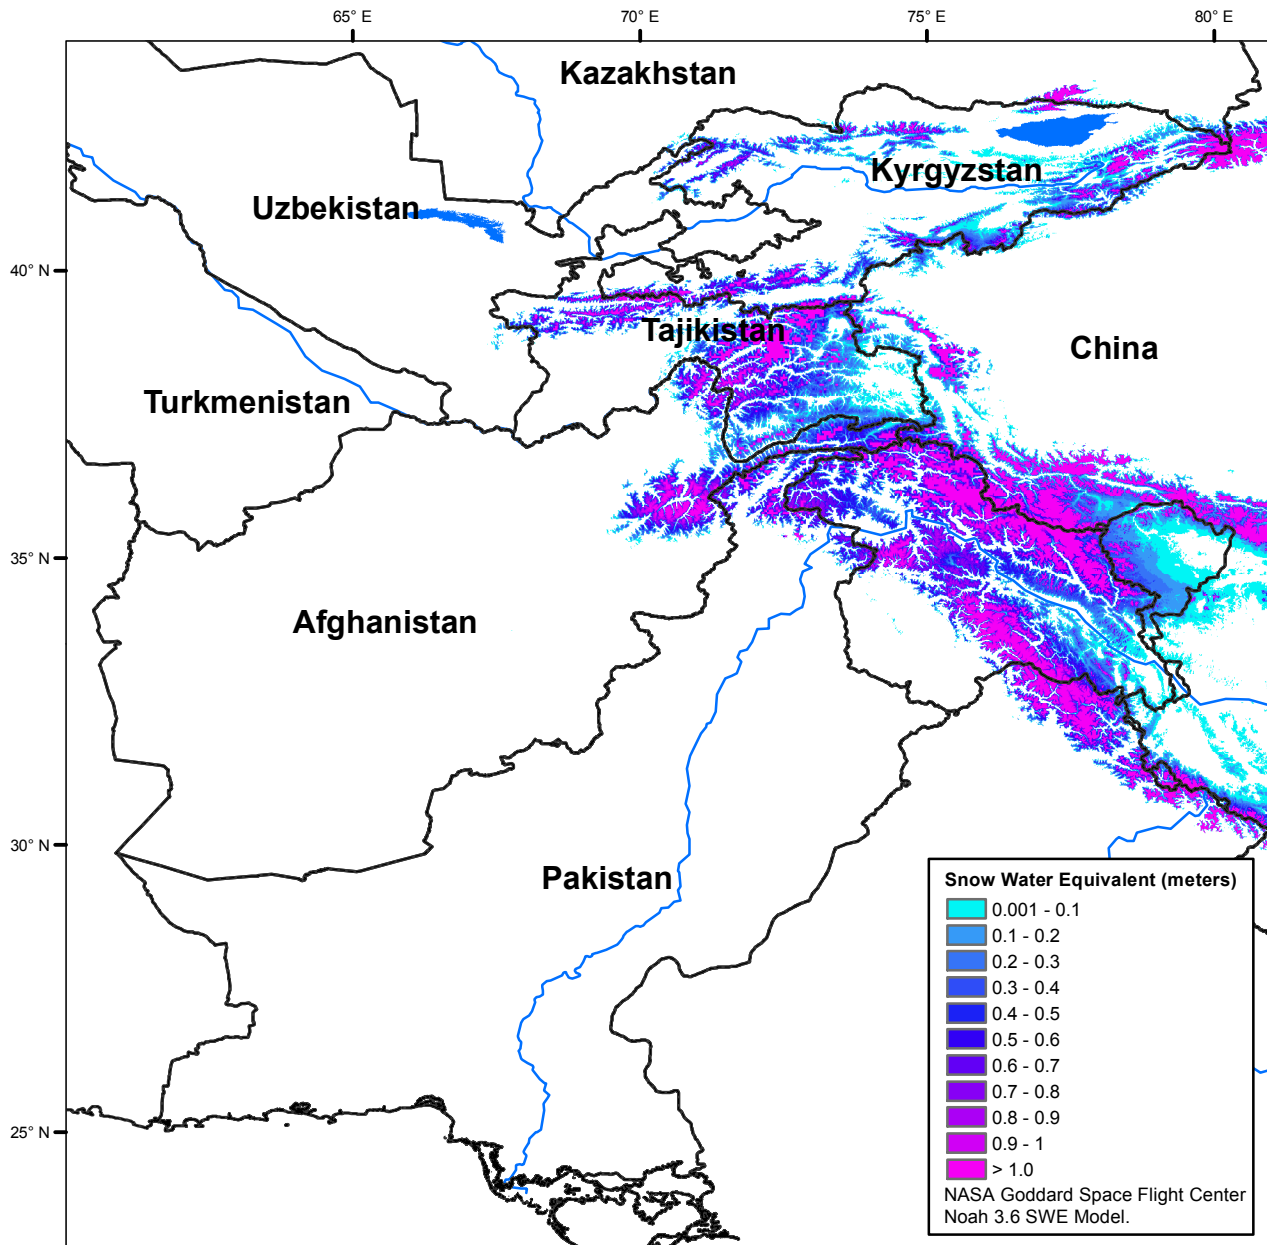 65° E
70° E
75° E
80° E
Kazakhstan
Kyrgyzstan
Uzbekistan
40° N
Tajikistan
China
Turkmenistan
35° N
Afghanistan
30° N
Pakistan
Snow Water Equivalent (meters)
0.001 - 0.1
0.1 - 0.2
0.2 - 0.3
0.3 - 0.4
0.4 - 0.5
0.5 - 0.6
0.6 - 0.7
0.7 - 0.8
0.8 - 0.9
0.9 - 1
> 1.0
25° N
NASA Goddard Space Flight Center
Noah 3.6 SWE Model.